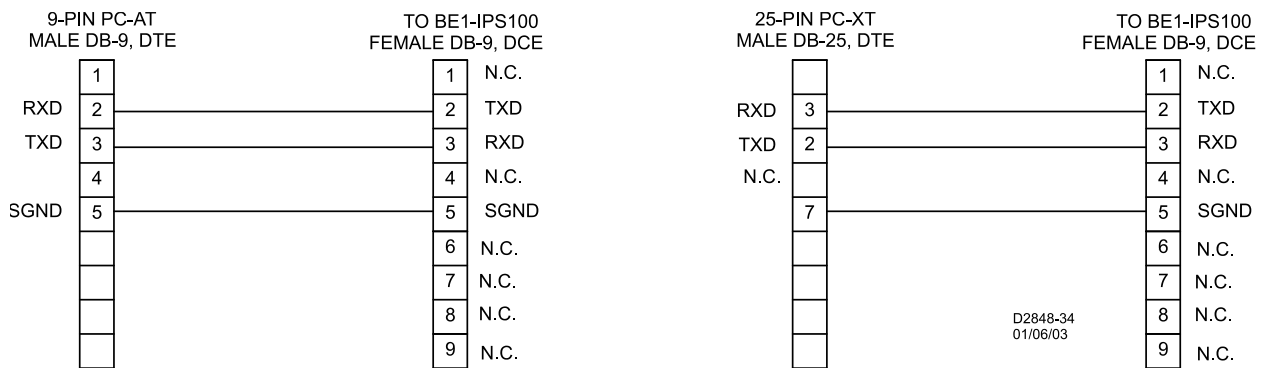 9-PIN PC-AT
MALE DB-9, DTE
TO BE1-IPS100
FEMALE DB-9, DCE
1
1 N.C.
RXD 2
2 TXD
TXD 3
3 RXD
4
4 N.C.
SGND 5
5 SGND
6 N.C.
7 N.C.
8 N.C.
9 N.C.
25-PIN PC-XT
MALE DB-25, DTE
TO BE1-IPS100
FEMALE DB-9, DCE
1 N.C.
RXD 3
2 TXD
TXD 2
3 RXD
N.C.
4 N.C.
7
5 SGND
6 N.C.
7 N.C.
8 N.C.
9 N.C.
D2848-34
01/06/03